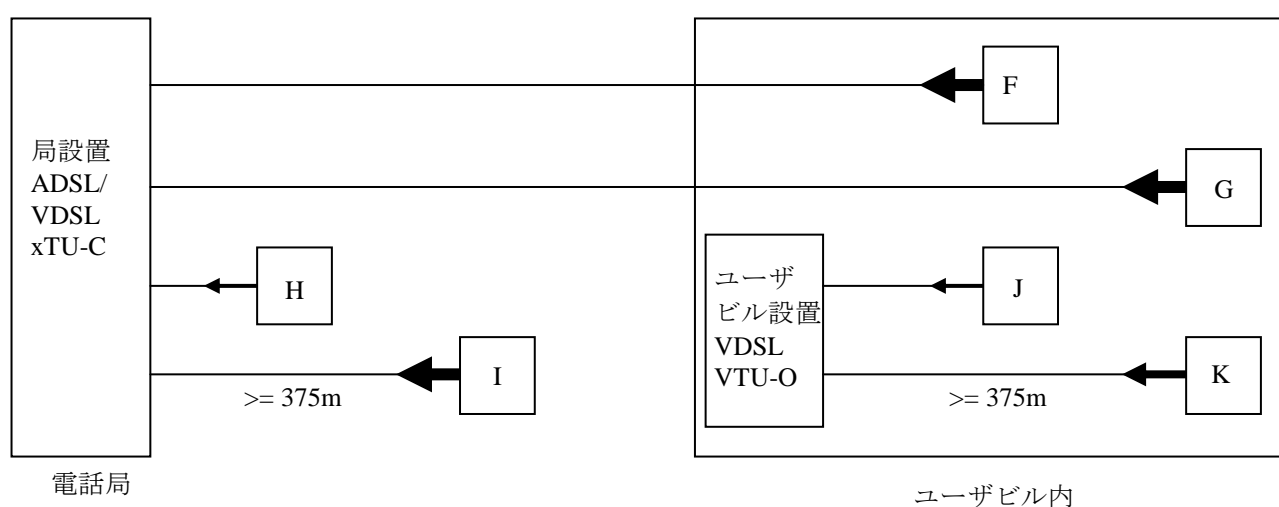 局設置
ADSL/
VDSL
xTU-C
F
G
H
I
>= 375m
ユーザ
ビル設置
VDSL
VTU-O
J
K
>= 375m
電話局
ユーザビル内